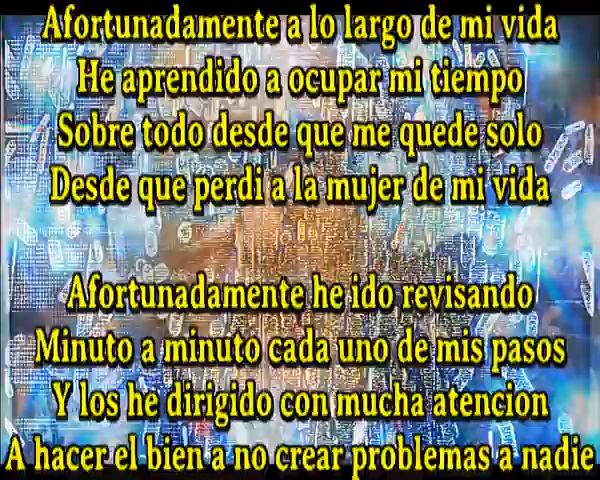 Afortunadamente a lo largo de mi vida
He aprendido a ocupar mi tiempo
Sobre todo desde que me quede solo
Desde que perdi a la mujer de mi vida
Afortunadamente he ido revisando
Minuto a minuto cada uno de mis pasos
Y los he dirigido con mucha atencion
A hacer el bien a no crear problemas a nadie